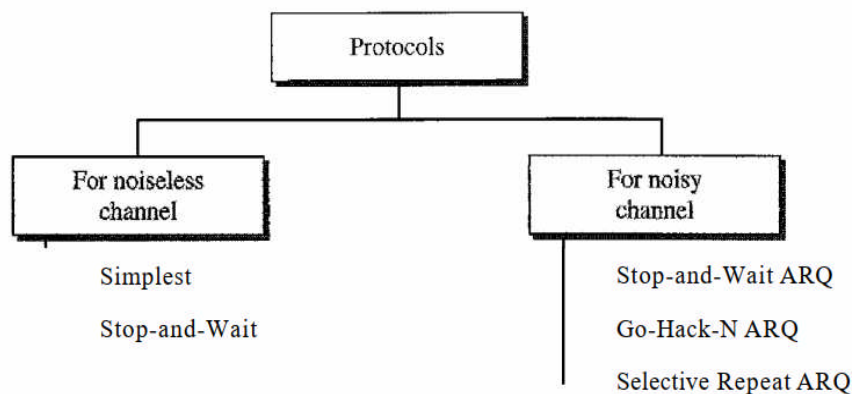 Protocols
For noiseless
channel
For noisy
channel
Simplest
Stop-and-Wait
Stop-and-Wait ARQ
Go-Hack-N ARQ
Selective Repeat ARQ